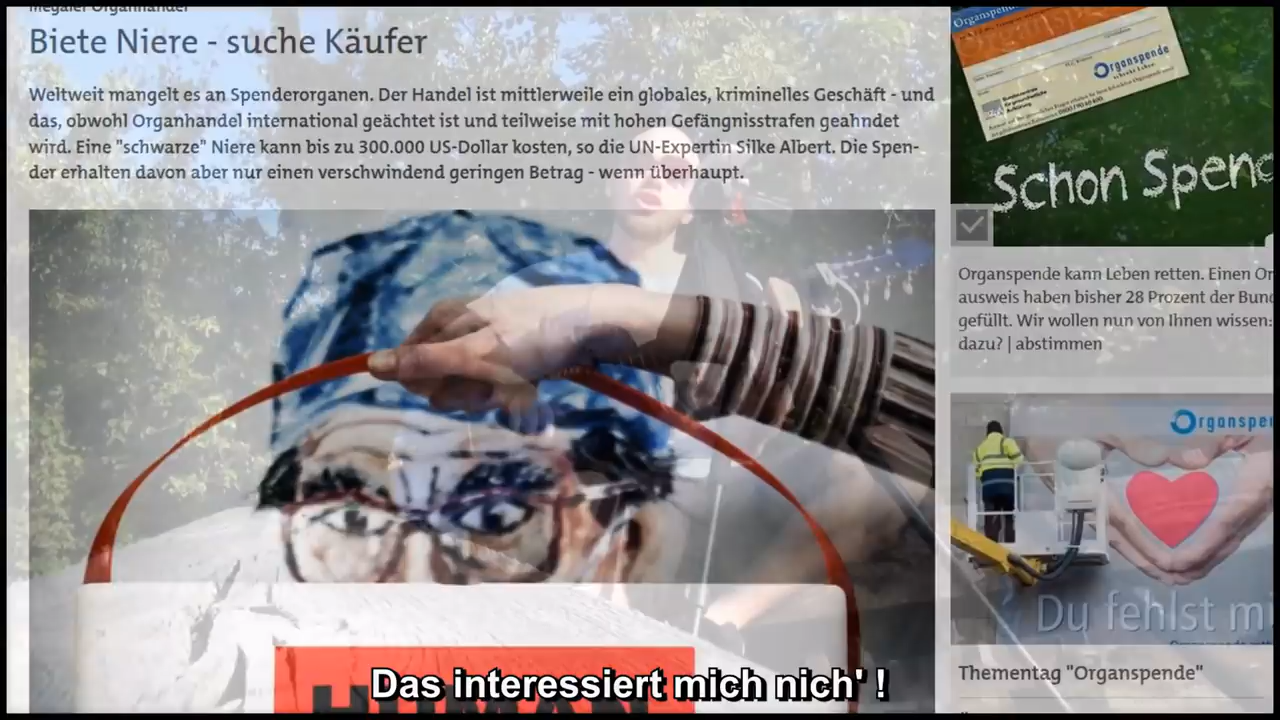 Illegaler Organhandel
Biete Niere - suche Käufer
Weltweit mangelt es an Spenderorganen. Der Handel ist mittlerweile ein globales, kriminelles Geschäft - und
das, obwohl Organhandel international geächtet ist und teilweise mit hohen Gefängnisstrafen geahndet
wird. Eine "schwarze" Niere kann bis zu 300.000 US-Dollar kosten, so die UN-Expertin Silke Albert. Die Spen-
der erhalten davon aber nur einen verschwindend geringen Betrag - wenn überhaupt.
HUMAN
Organspende
Schon
Organspende kann Leben retten. Einen
ausweis haben bisher 28 Prozent der
gefüllt. Wir wollen nun von Ihnen wissen:
dazu? | abstimmen
Du fehlst
Thementag "Organspende"
Das interessiert mich nich' !